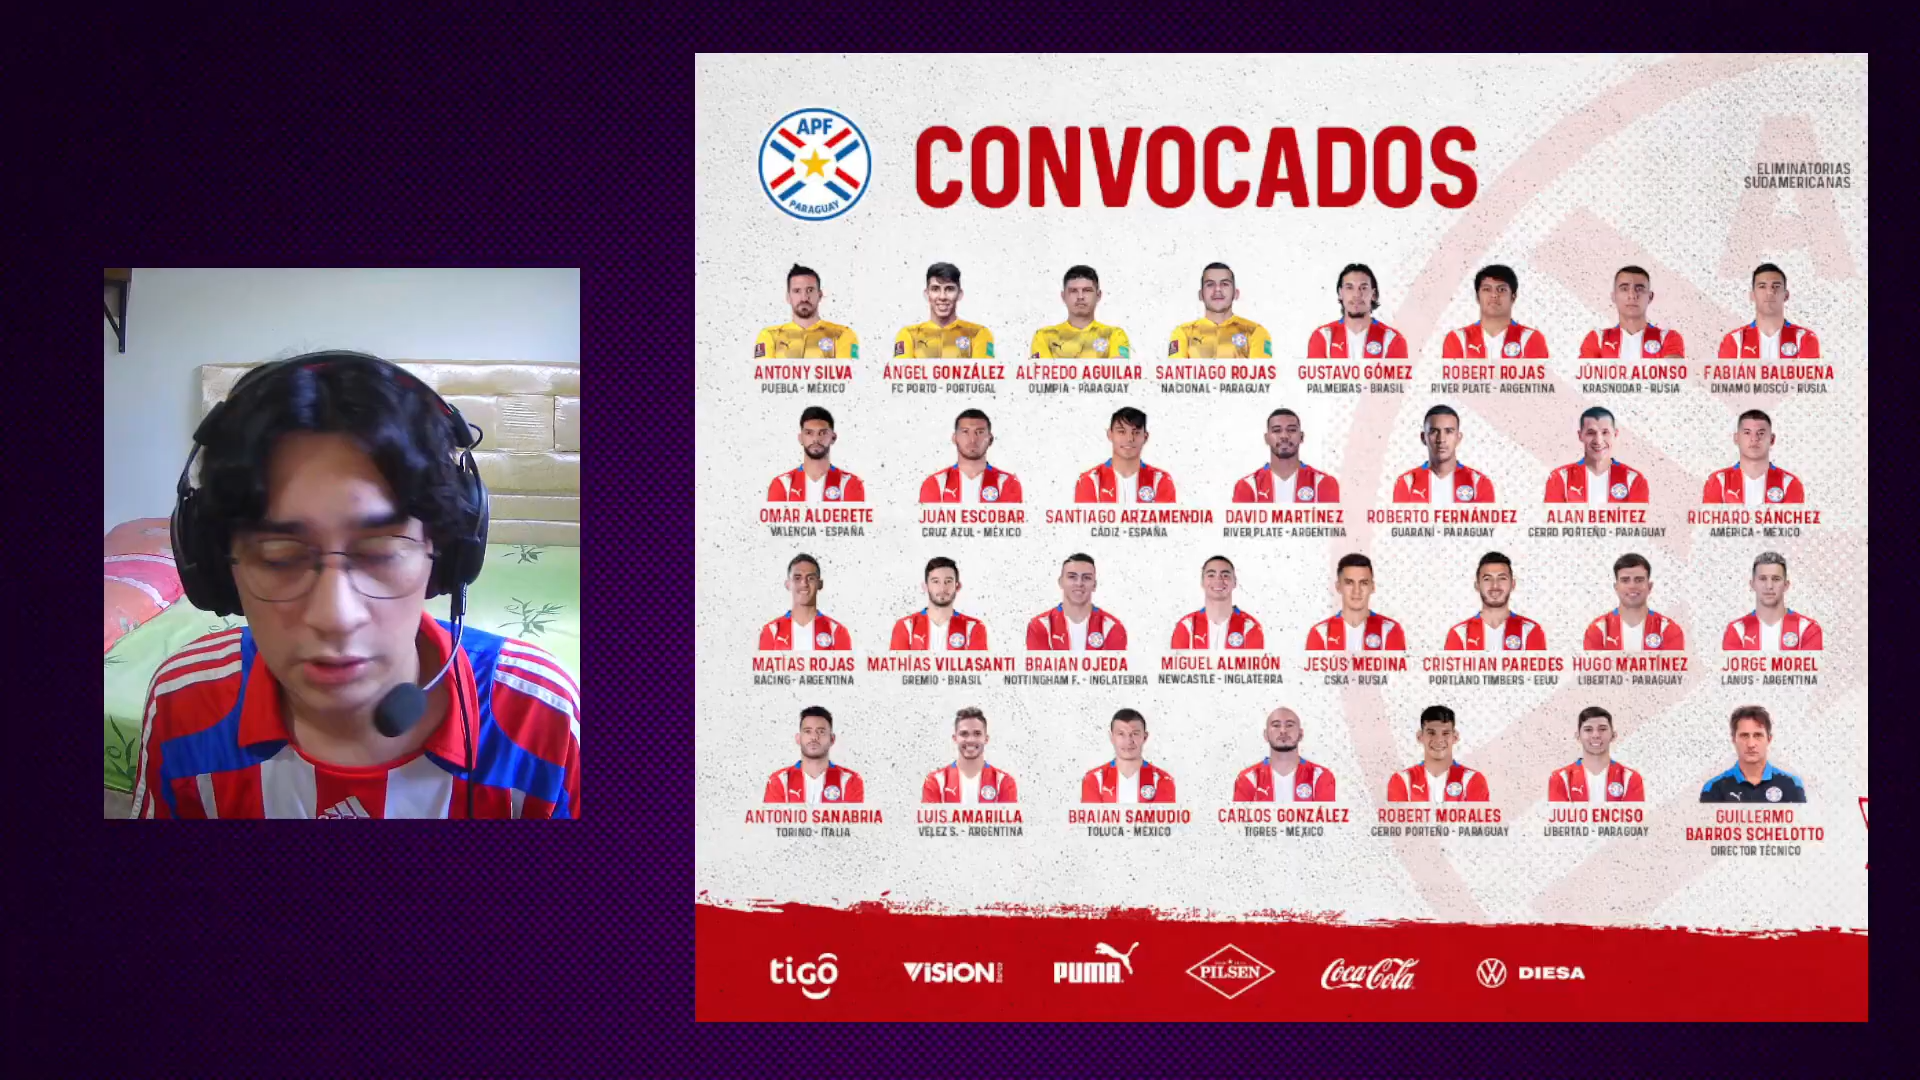 APF
PARAGUAY
CONVOCADOS
ELIMINATORIAS
SUDAMERICANAS
ANTONY SILVA
PUEBLA - MÉXICO
ÁNGEL GONZÁLEZ
FC PORTO - PORTUGAL
ALFREDO AGUILAR
OLIMPIA - PARAGUAY
SANTIAGO ROJAS
NACIONAL - PARAGUAY
GUSTAVO GÓMEZ
PALMEIRAS - BRASIL
ROBERT ROJAS
RIVER PLATE - ARGENTINA
JÚNIOR ALONSO
KRASNODAR - RUSIA
FABIÁN BALBUENA
DINAMO MOSCÚ - RUSIA
OMAR ALDERETE
VALENCIA - ESPAÑA
JUAN ESCOBAR
CRUZ AZUL - MÉXICO
SANTIAGO ARZAMENDIA
CÁDIZ - ESPAÑA
DAVID MARTÍNEZ
RIVER PLATE - ARGENTINA
ROBERTO FERNÁNDEZ
GUARANÍ - PARAGUAY
ALAN BENÍTEZ
CERRO PORTEÑO - PARAGUAY
RICHARD SÁNCHEZ
AMÉRICA - MÉXICO
MATÍAS ROJAS
RACING - ARGENTINA
MATHÍAS VILLASANTI
GREMIO - BRASIL
BRAIAN OJEDA
NOTTINGHAM F. - INGLATERRA
MIGUEL ALMIRÓN
NEWCASTLE - INGLATERRA
JESÚS MEDINA
CSKA - RUSIA
CRISTHIAN PAREDES
PORTLAND TIMBERS - EEUU
HUGO MARTÍNEZ
LIBERTAD - PARAGUAY
JORGE MOREL
LANUS - ARGENTINA
ANTONIO SANABRIA
TORINO - ITALIA
LUIS AMARILLA
VELEZ S. - ARGENTINA
BRAIAN SAMUDIO
TOLUCA - MÉXICO
CARLOS GONZÁLEZ
TIGRES - MÉXICO
ROBERT MORALES
CERRO PORTEÑO - PARAGUAY
JULIO ENCISO
LIBERTAD - PARAGUAY
GUILLERMO
BARROS SCHELOTTO
DIRECTOR TÉCNICO
tigo
VISION
PUMA
PILSEN
Coca-Cola
DIESA